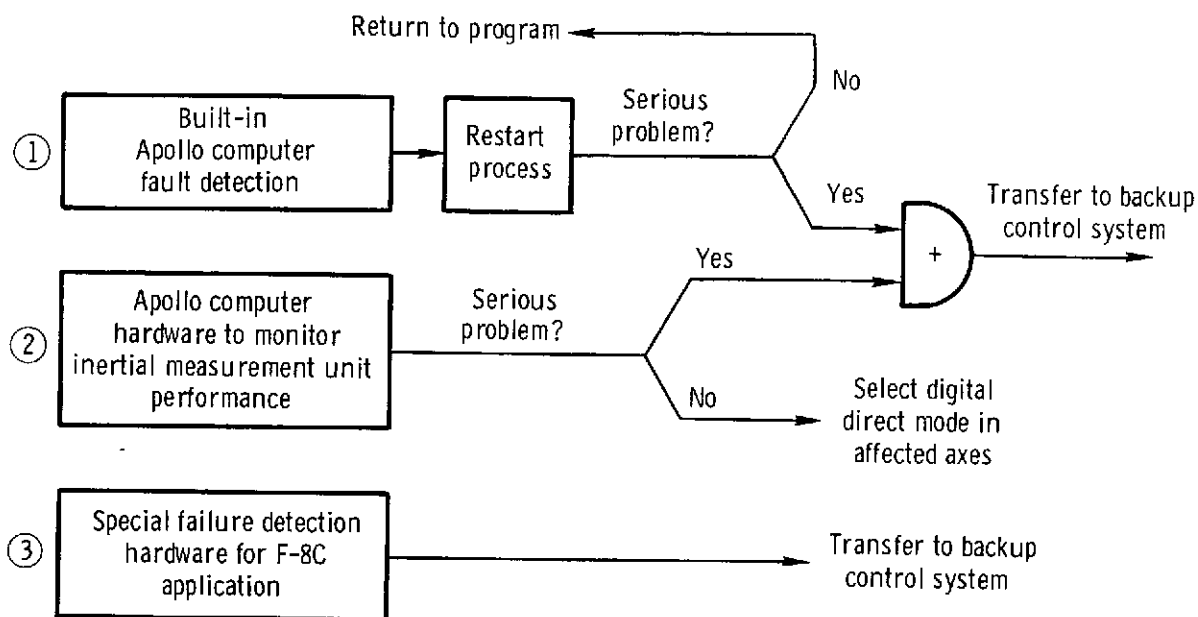 Return to program
No
1
Built-in
Apollo computer
fault detection
Restart
process
Serious
problem?
Yes
Transfer to backup
control system
+
2
Apollo computer
hardware to monitor
inertial measurement unit
performance
Serious
problem?
Yes
No
Select digital
direct mode in
affected axes
3
Special failure detection
hardware for F-8C
application
Transfer to backup
control system